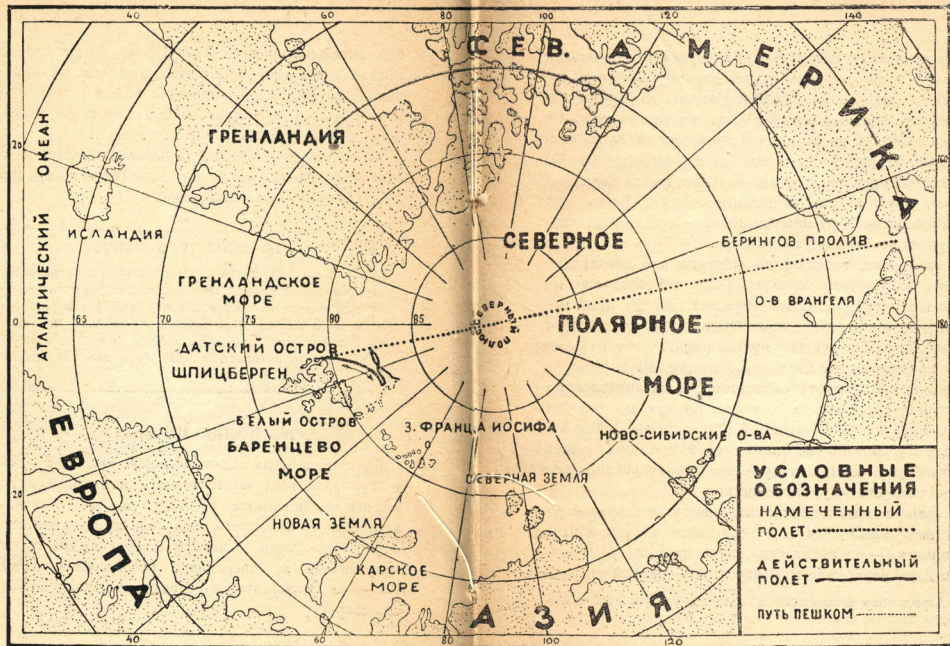 40
60
80
100
120
140
СЕВ. АМЕРИКА
ГРЕНЛАНДИЯ
20
160
АТЛАНТИЧЕСКИЙ ОКЕАН
ИСЛАНДИЯ
СЕВЕРНОЕ
БЕРИНГОВ ПРОЛИВ
ГРЕНЛАНДСКОЕ
МОРЕ
О-В ВРАНГЕЛЯ
0
65
70
75
80
85
СЕВЕРНЫЙ ПОЛЮС
ПОЛЯРНОЕ
180
ДАТСКИЙ ОСТРОВ
ШПИЦБЕРГЕН
МОРЕ
БЕЛЫЙ ОСТРОВ
З. ФРАНЦА ИОСИФА
НОВО-СИБИРСКИЕ О-ВА
БАРЕНЦЕВО
МОРЕ
ЕВРОПА
СЕВЕРНАЯ ЗЕМЛЯ
20
НОВАЯ ЗЕМЛЯ
КАРСКОЕ
МОРЕ
АЗИЯ
УСЛОВНЫЕ
ОБОЗНАЧЕНИЯ
НАМЕЧЕННЫЙ
ПОЛЕТ
ДЕЙСТВИТЕЛЬНЫЙ
ПОЛЕТ
ПУТЬ ПЕШКОМ
40
60
80
100
120